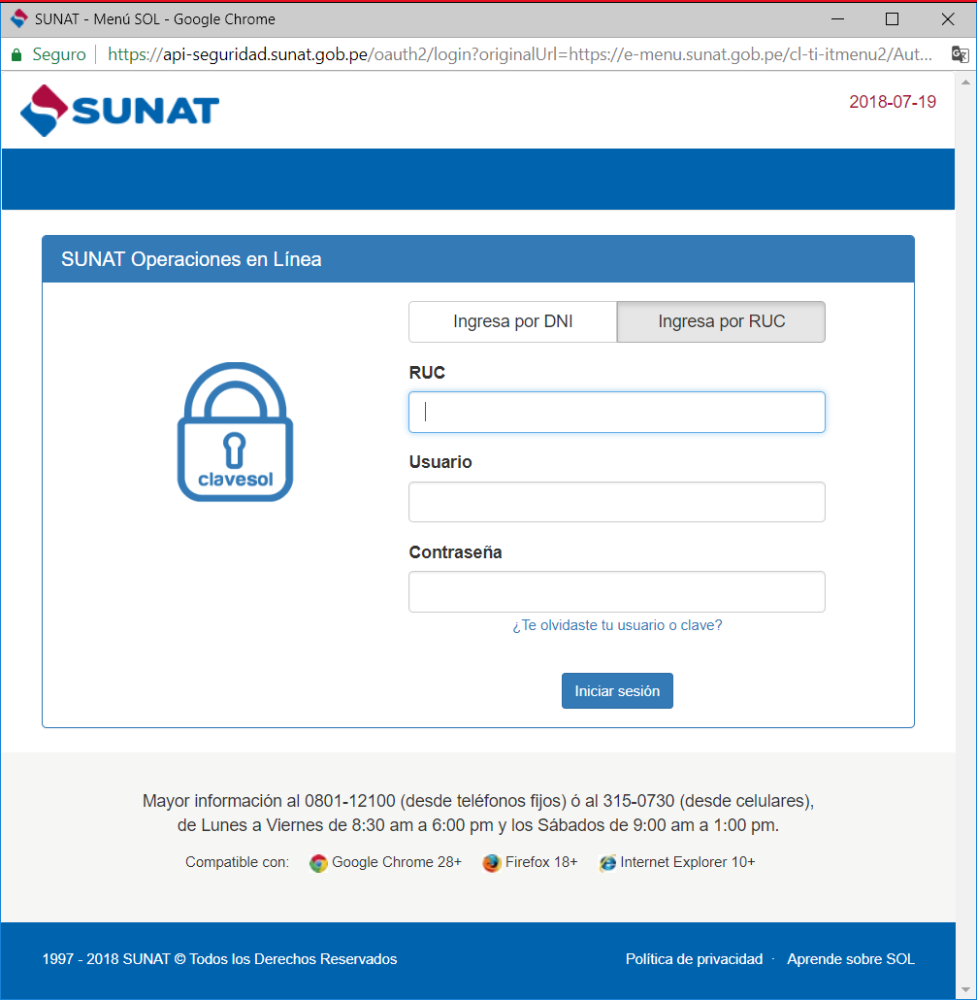 SUNAT - Menú SOL - Google Chrome
Seguro https://api-seguridad.sunat.gob.pe/oauth2/login?originalUrl=https://e-menu.sunat.gob.pe/cl-ti-itmenu2/Aut...
SUNAT
2018-07-19
SUNAT Operaciones en Línea
Ingresa por DNI
Ingresa por RUC
clavesol
RUC
Usuario
Contraseña
¿Te olvidaste tu usuario o clave?
Iniciar sesión
Mayor información al 0801-12100 (desde teléfonos fijos) ó al 315-0730 (desde celulares),
de Lunes a Viernes de 8:30 am a 6:00 pm y los Sábados de 9:00 am a 1:00 pm.
Compatible con: Google Chrome 28+ Firefox 18+ Internet Explorer 10+
1997 - 2018 SUNAT © Todos los Derechos Reservados
Política de privacidad · Aprende sobre SOL